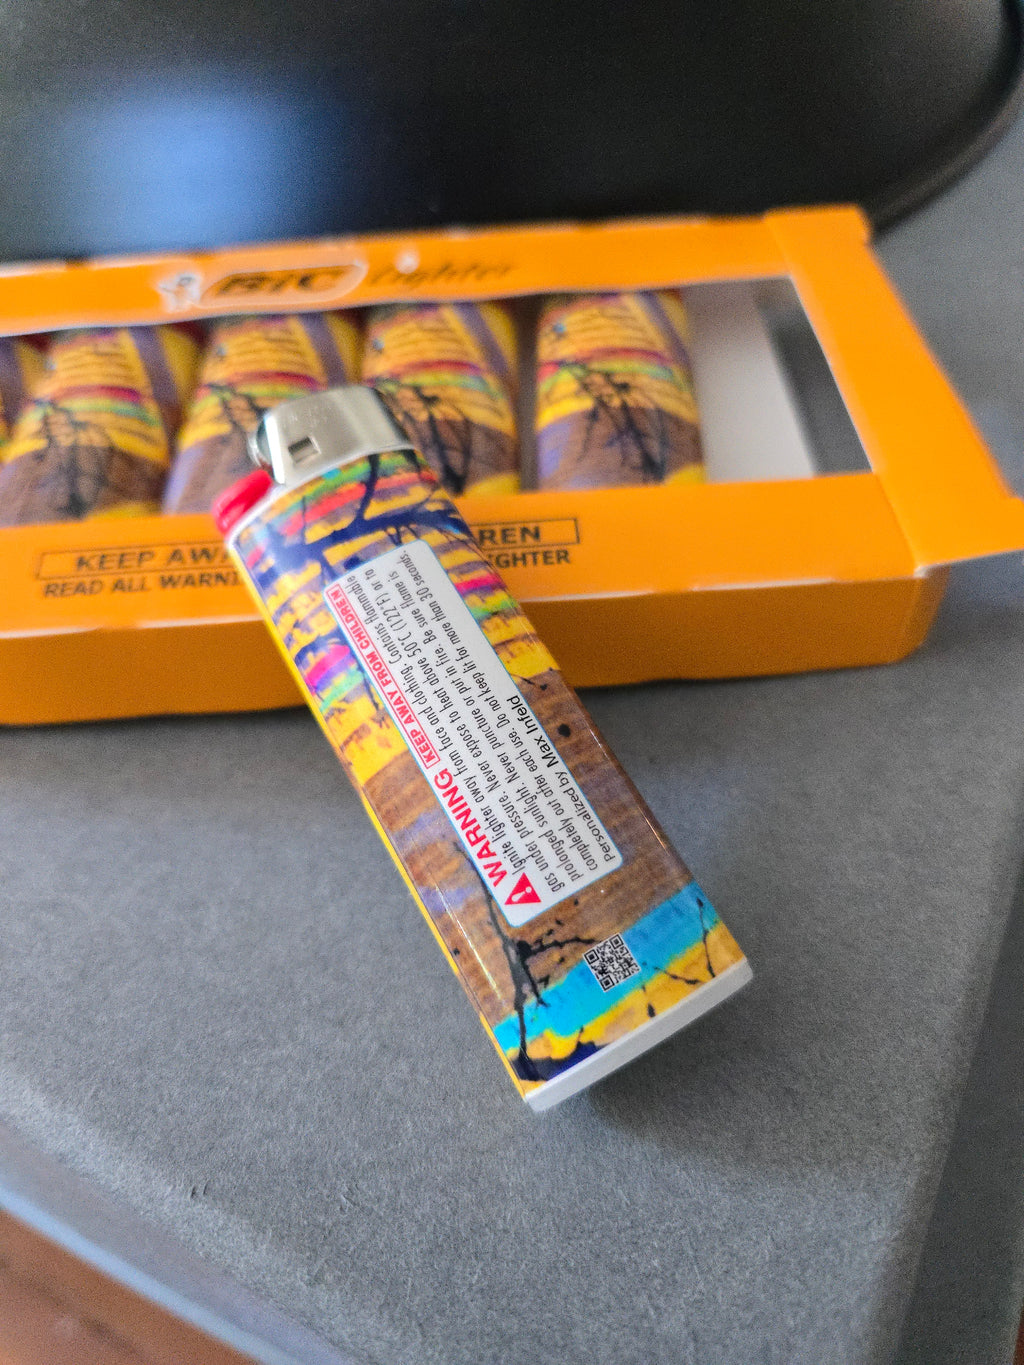 BIC Lighter
KEEP AW REN
READ ALL WARNI IGHTER
WARNING KEEP AWAY FROM CHILDREN
Ignite lighter away from face and clothing. Contains flammable
gas under pressure. Never expose to heat above 50°C (122°F) or to
prolonged sunlight. Never puncture or put in fire. Be sure flame is
completely out after each use. Do not keep lit for more than 30 seconds.
Personalized by Max Infeld